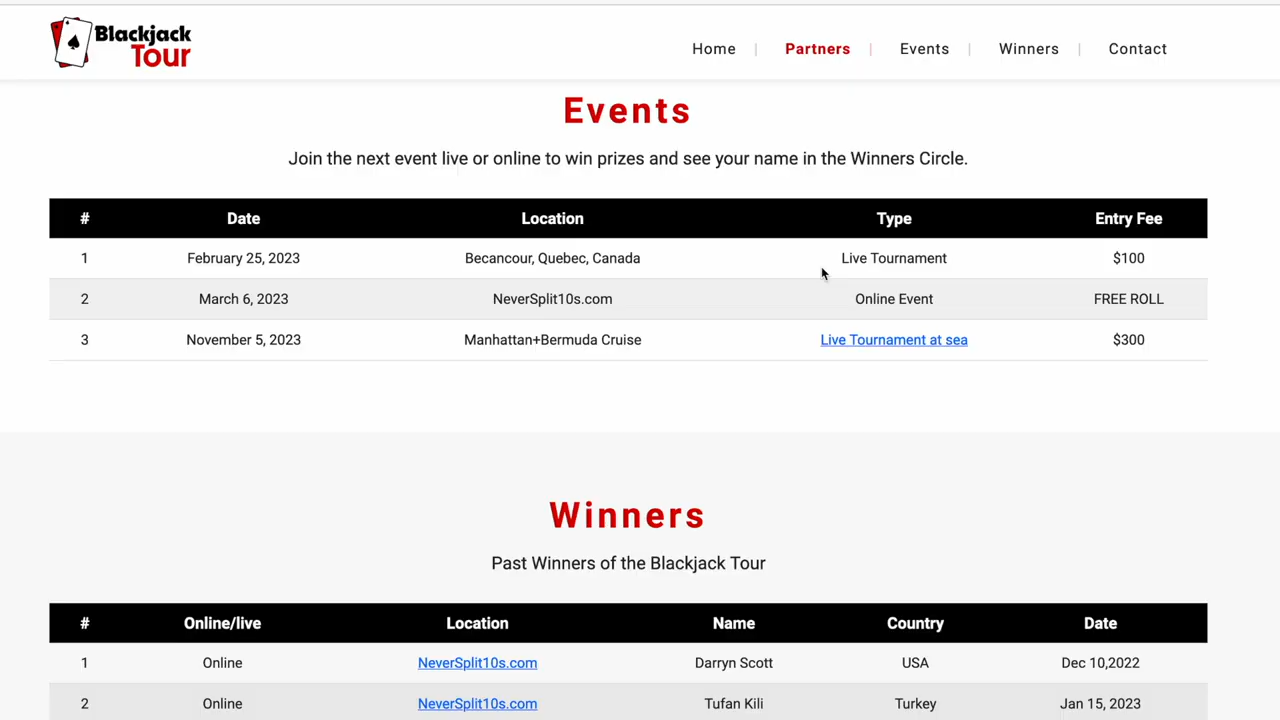 Blackjack
Tour
Home | Partners | Events | Winners | Contact
Events
Join the next event live or online to win prizes and see your name in the Winners Circle.
# Date Location Type Entry Fee
1 February 25, 2023 Becancour, Quebec, Canada Live Tournament $100
2 March 6, 2023 NeverSplit10s.com Online Event FREE ROLL
3 November 5, 2023 Manhattan+Bermuda Cruise Live Tournament at sea $300
Winners
Past Winners of the Blackjack Tour
# Online/live Location Name Country Date
1 Online NeverSplit10s.com Darryn Scott USA Dec 10,2022
2 Online NeverSplit10s.com Tufan Kili Turkey Jan 15, 2023